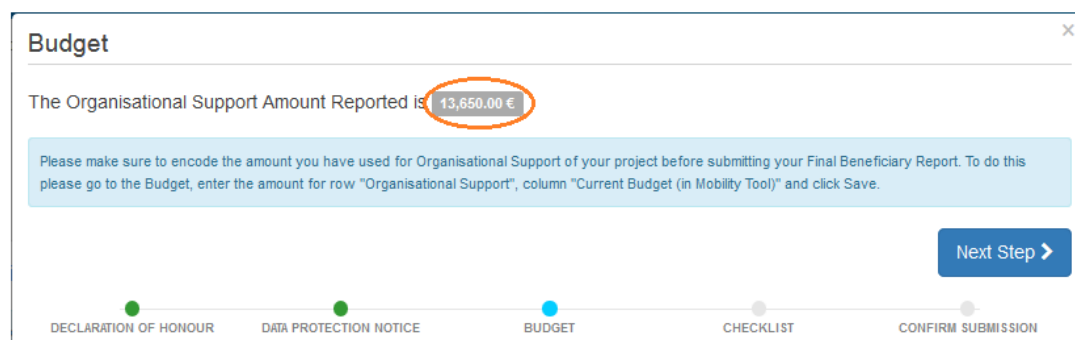 ×
Budget
The Organisational Support Amount Reported is 13,650.00 €
Please make sure to encode the amount you have used for Organisational Support of your project before submitting your Final Beneficiary Report. To do this
please go to the Budget, enter the amount for row "Organisational Support", column "Current Budget (in Mobility Tool)" and click Save.
Next Step
DECLARATION OF HONOUR DATA PROTECTION NOTICE BUDGET CHECKLIST CONFIRM SUBMISSION